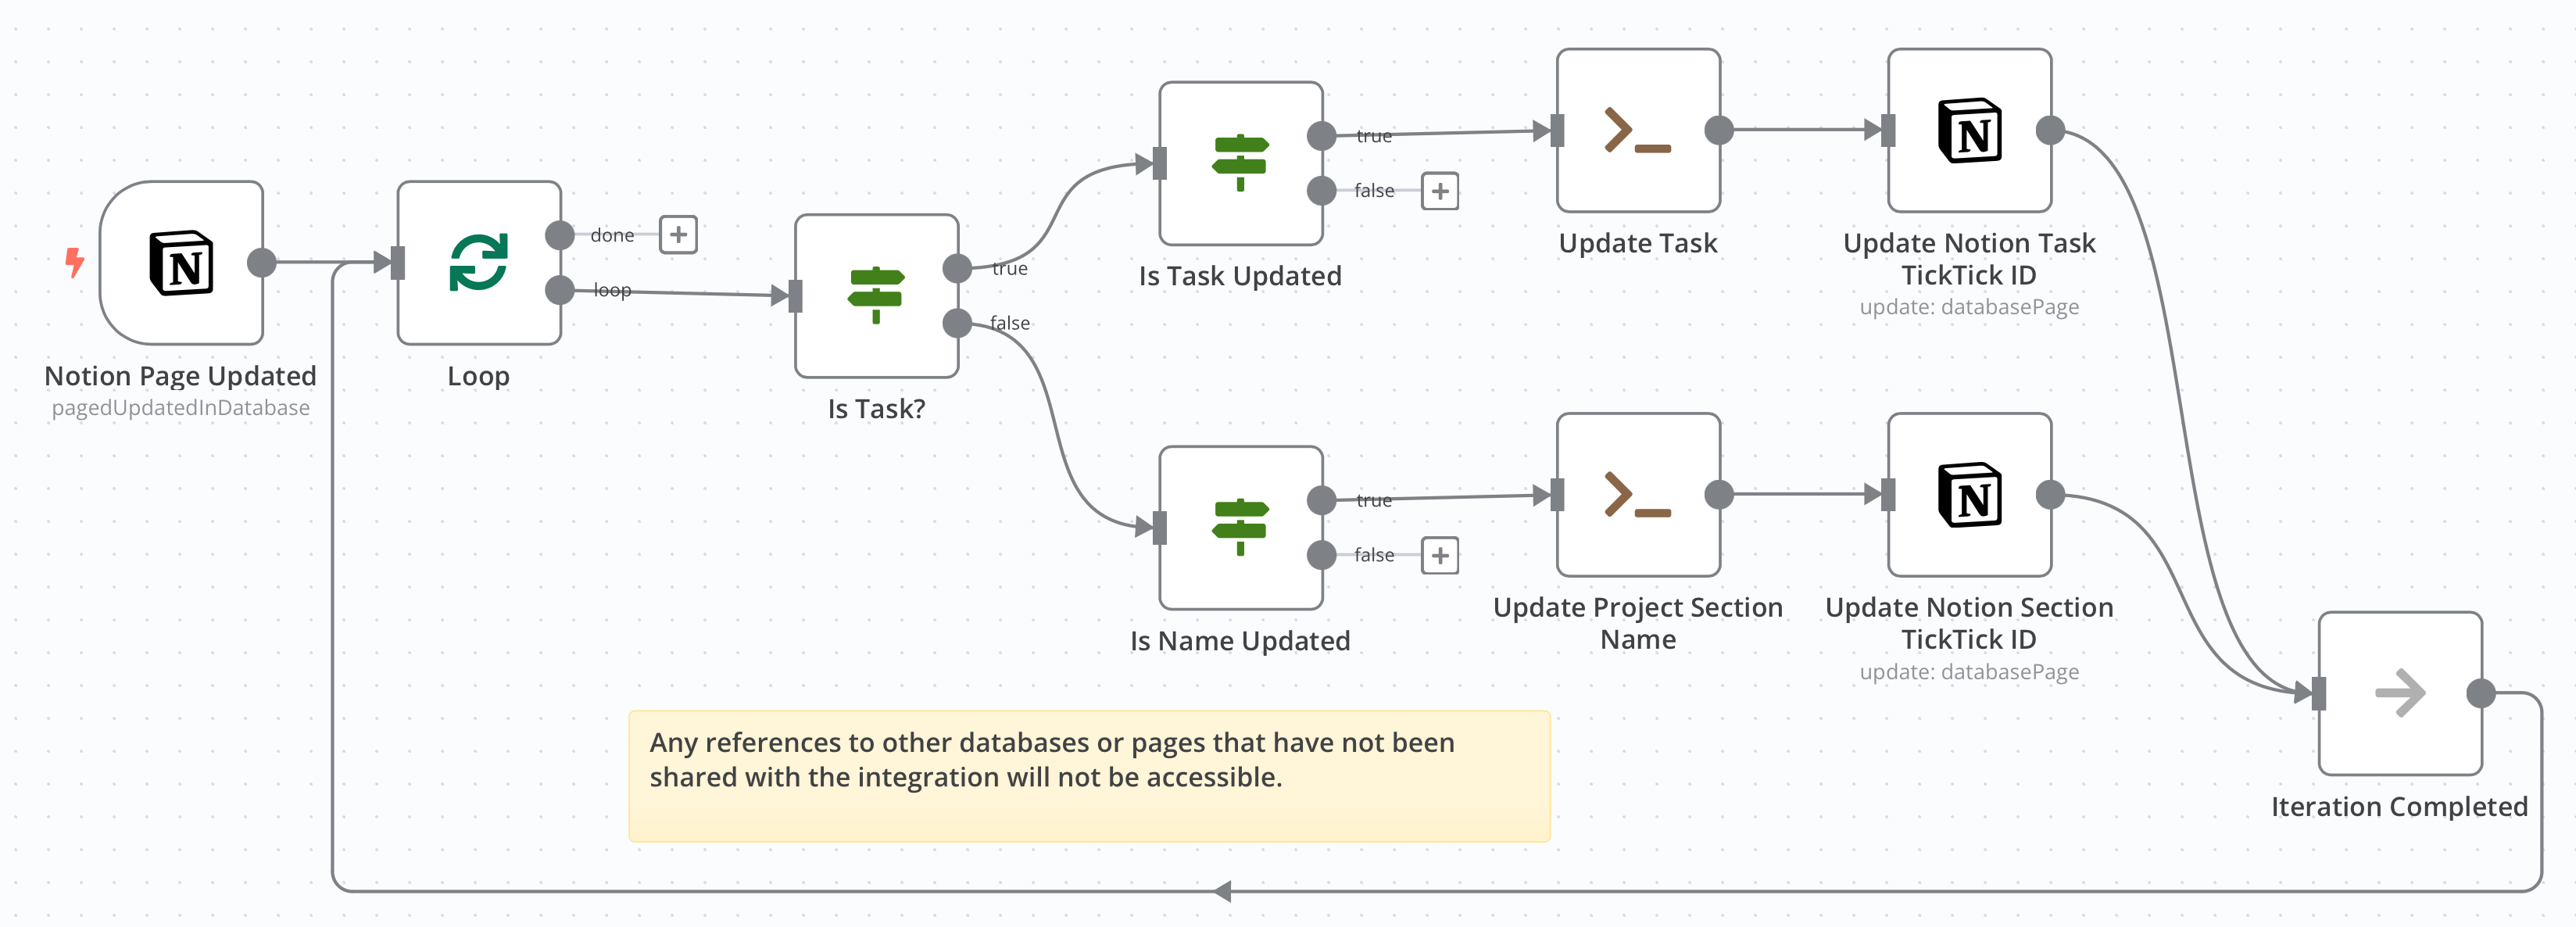 Notion Page Updated
pagedUpdatedInDatabase
Loop
done
loop
Is Task?
true
false
Is Task Updated
true
false
Update Task
Update Notion Task
TickTick ID
update: databasePage
Is Name Updated
true
false
Update Project Section
Name
Update Notion Section
TickTick ID
update: databasePage
Iteration Completed
Any references to other databases or pages that have not been
shared with the integration will not be accessible.